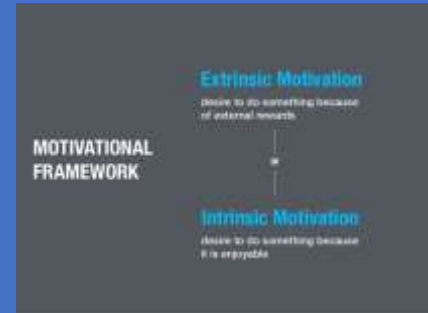 Extrinsic Motivation
desire to do something because
of external rewards
MOTIVATIONAL
FRAMEWORK
or
Intrinsic Motivation
desire to do something because
it is enjoyable